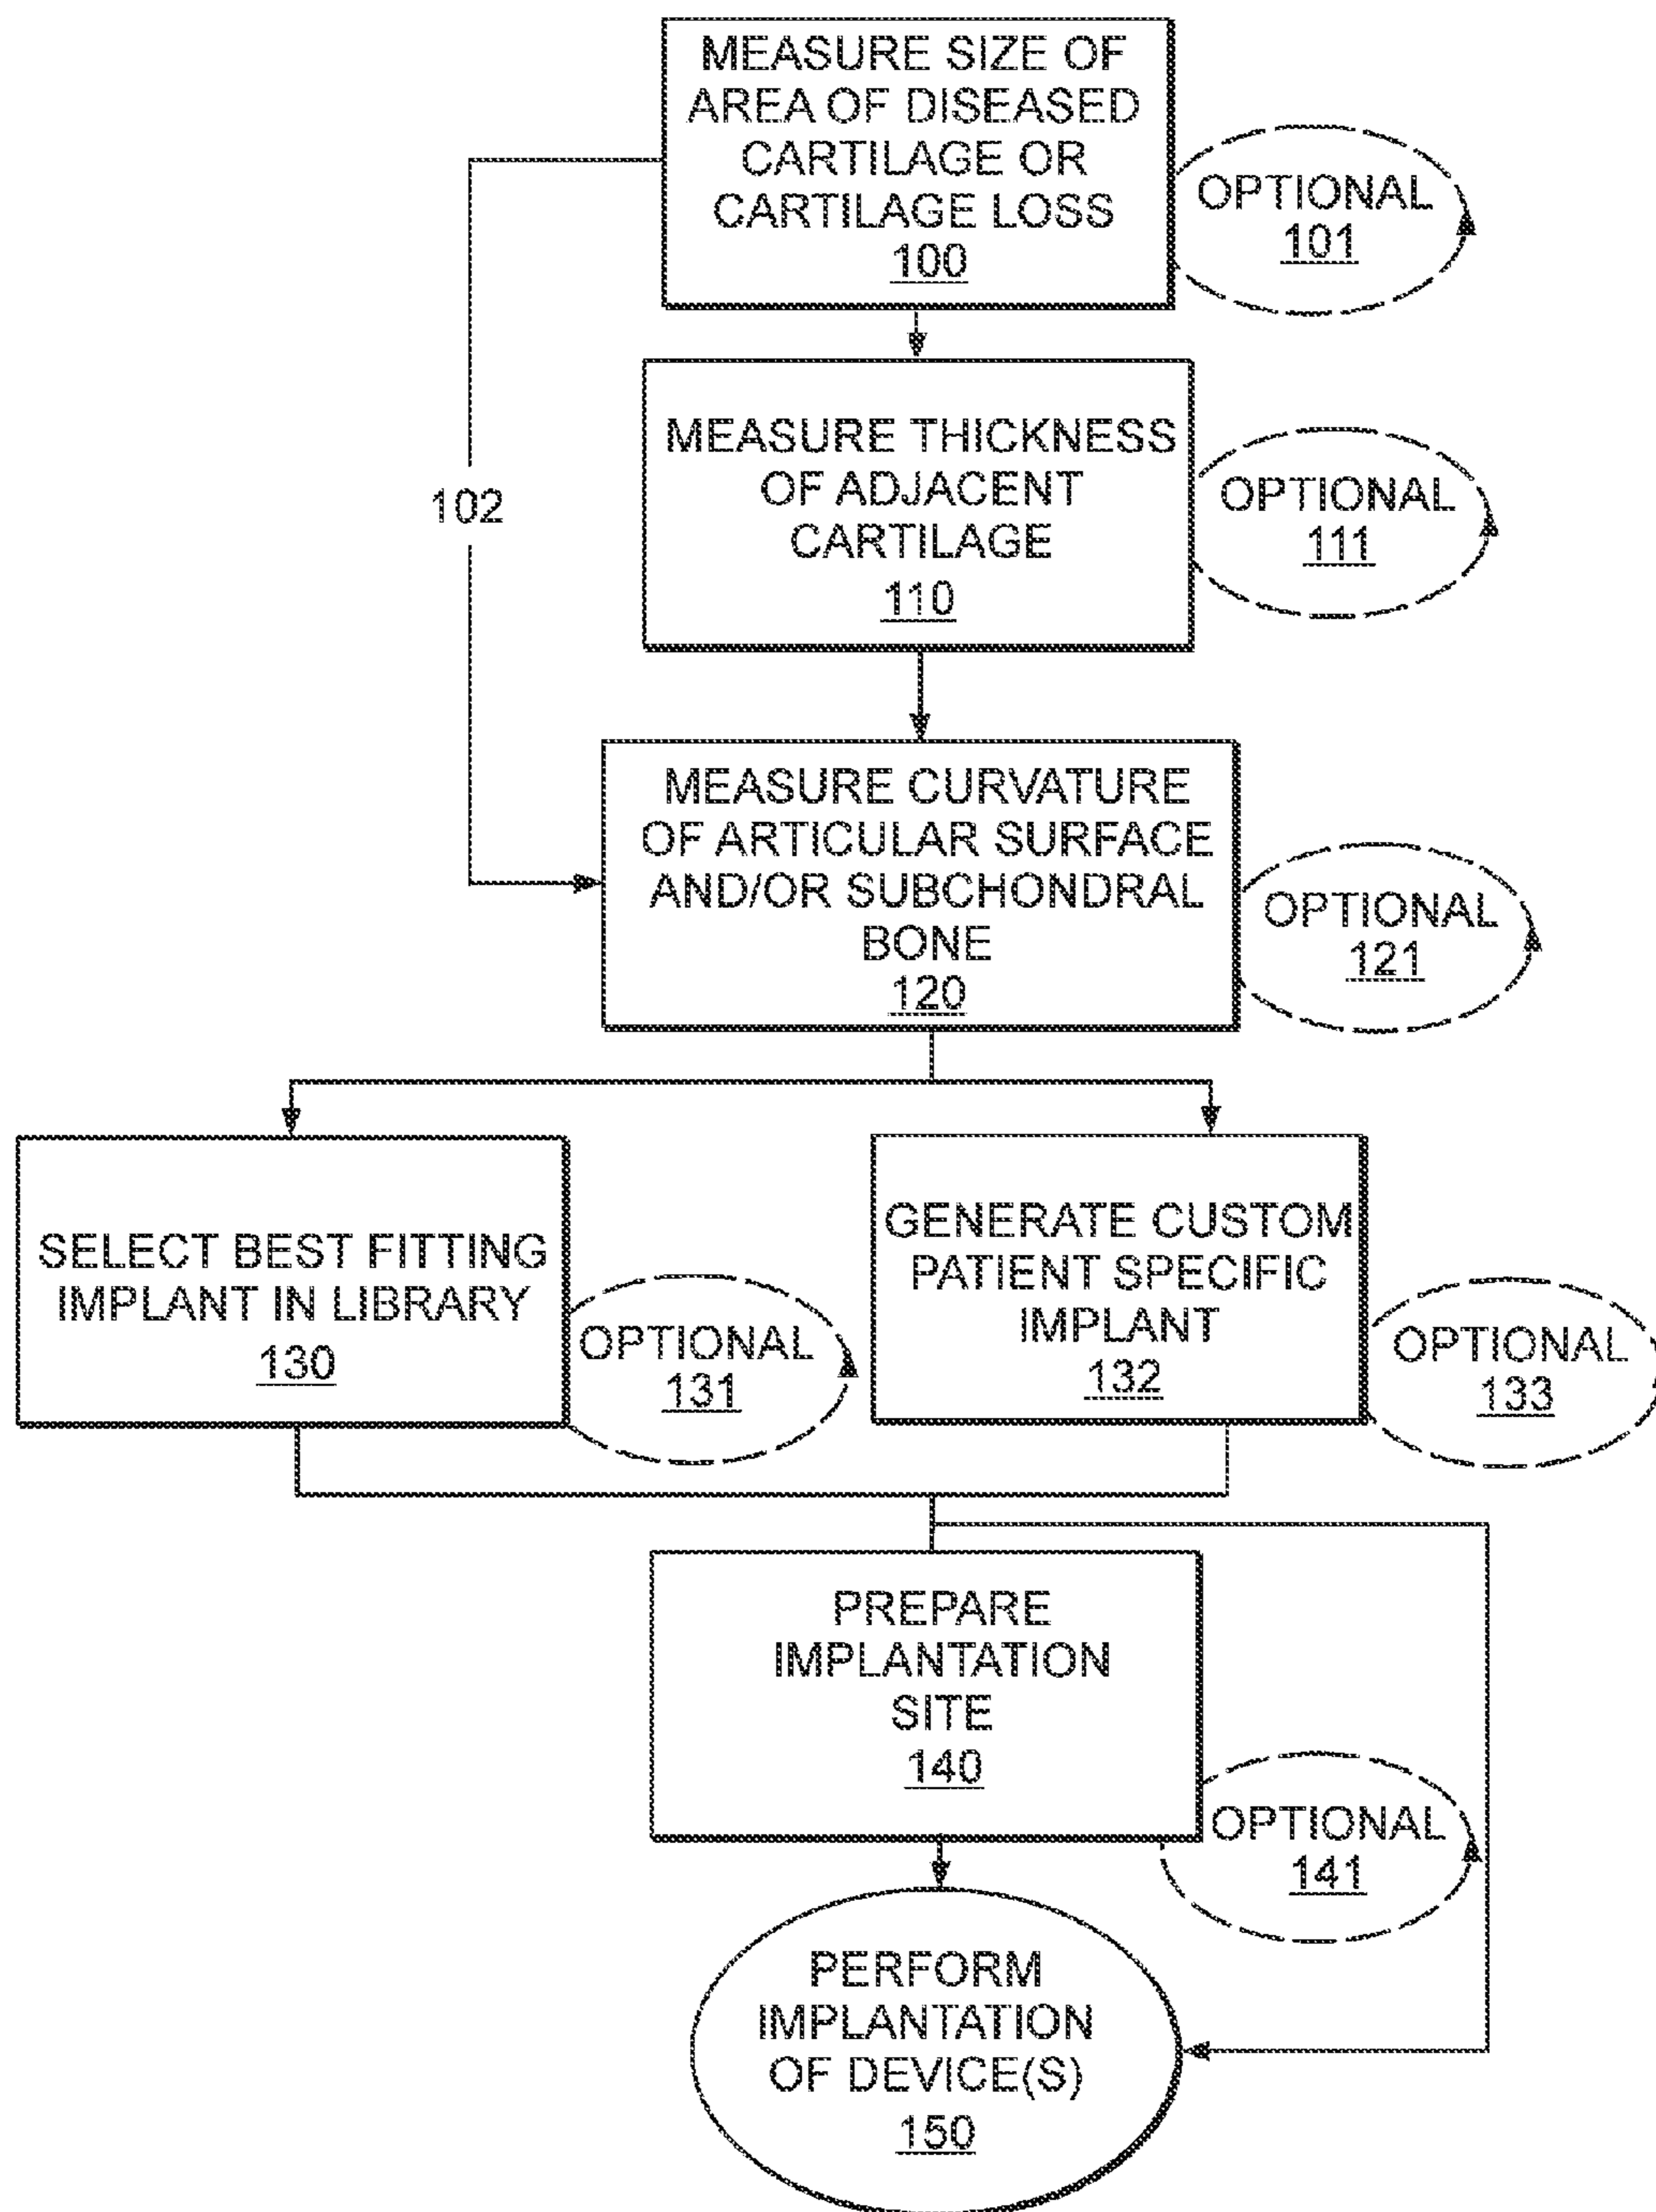 MEASURE SIZE OF
AREA OF DISEASED
CARTILAGE OR
CARTILAGE LOSS
100
OPTIONAL
101
102
MEASURE THICKNESS
OF ADJACENT
CARTILAGE
110
OPTIONAL
111
MEASURE CURVATURE
OF ARTICULAR SURFACE
AND/OR SUBCHONDRAL
BONE
120
OPTIONAL
121
SELECT BEST FITTING
IMPLANT IN LIBRARY
130
OPTIONAL
131
GENERATE CUSTOM
PATIENT SPECIFIC
IMPLANT
132
OPTIONAL
133
PREPARE
IMPLANTATION
SITE
140
OPTIONAL
141
PERFORM
IMPLANTATION
OF DEVICE(S)
150